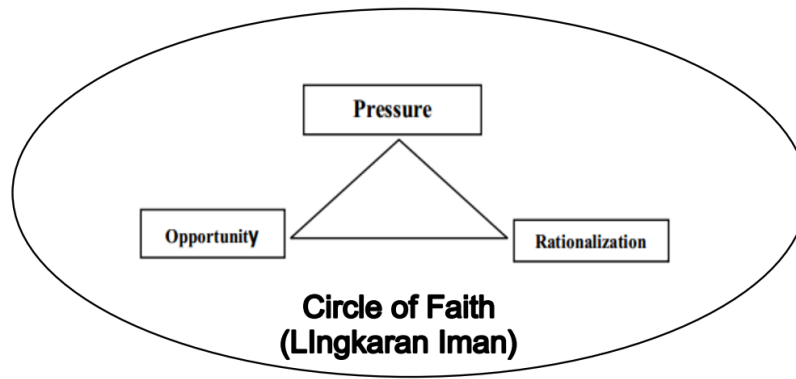 Pressure
Opportunity
Rationalization
Circle of Faith
(LIngkaran Iman)